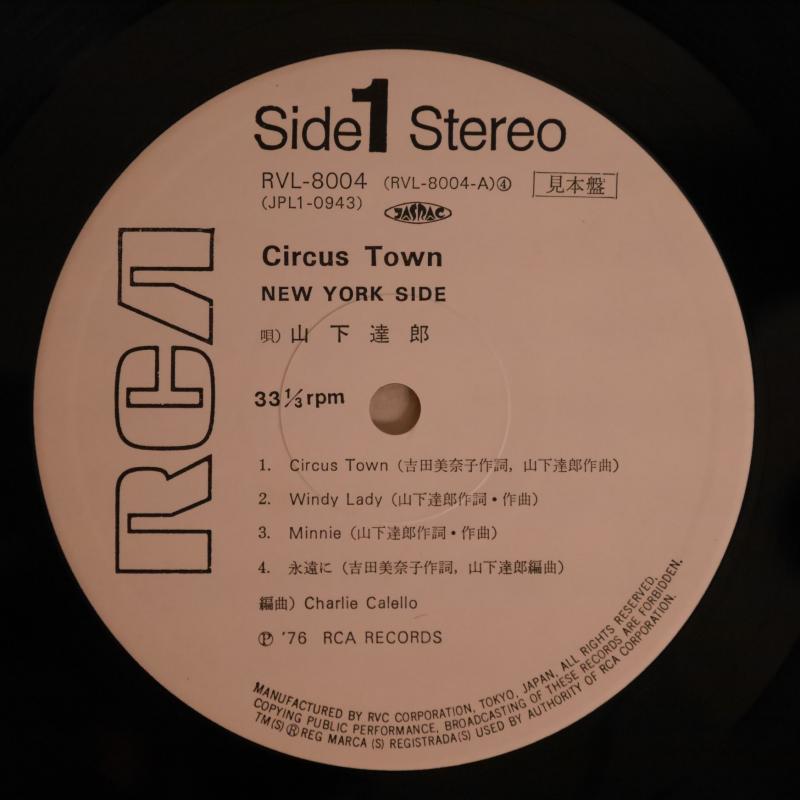 Side 1 Stereo
RVL-8004 (RVL-8004-A)④ 見本盤
(JPL1-0943) JASRAC
Circus Town
NEW YORK SIDE
唄) 山下達郎
33⅓rpm
1. Circus Town (吉田美奈子作詞, 山下達郎作曲)
2. Windy Lady (山下達郎作詞・作曲)
3. Minnie (山下達郎作詞・作曲)
4. 永遠に (吉田美奈子作詞, 山下達郎編曲)
編曲) Charlie Calello
Ⓟ '76 RCA RECORDS
RCA
MANUFACTURED BY RVC CORPORATION, TOKYO, JAPAN, ALL RIGHTS RESERVED.
COPYING PUBLIC PERFORMANCE, BROADCASTING OF THESE RECORDS ARE FORBIDDEN.
TM(S) ® REG MARCA (S) REGISTRADA(S) USED BY AUTHORITY OF RCA CORPORATION.